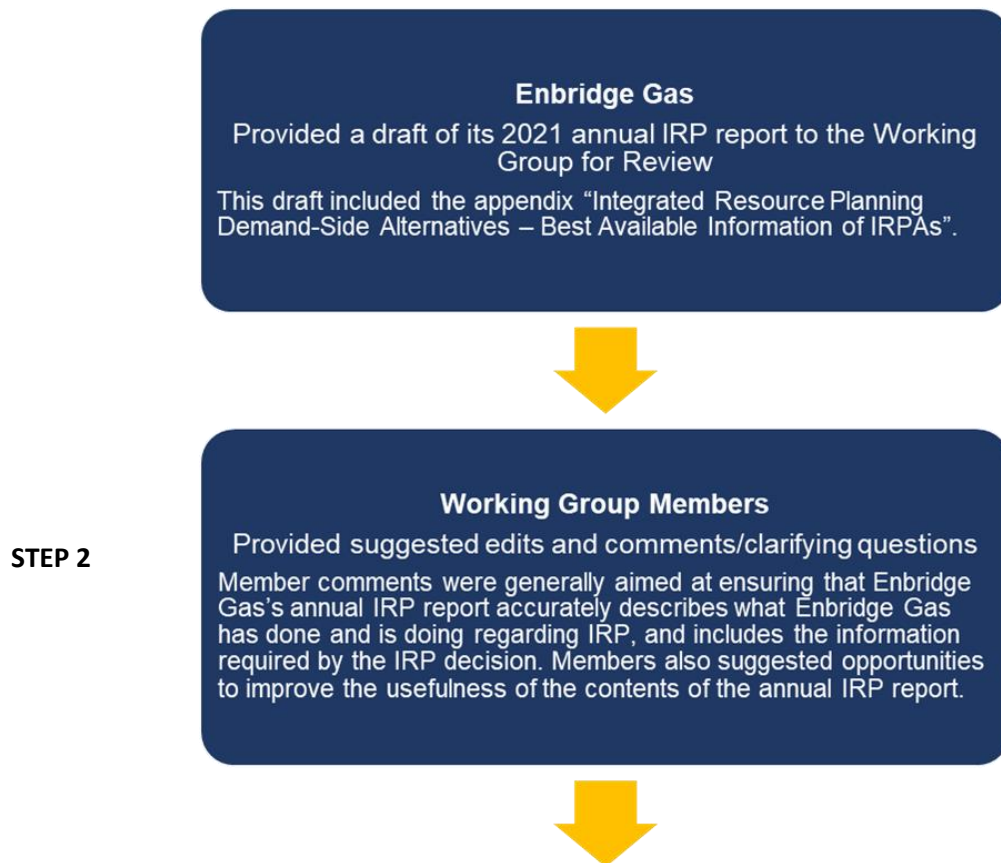 Enbridge Gas
Provided a draft of its 2021 annual IRP report to the Working
Group for Review
This draft included the appendix “Integrated Resource Planning
Demand-Side Alternatives – Best Available Information of IRPAs”.
STEP 2
Working Group Members
Provided suggested edits and comments/clarifying questions
Member comments were generally aimed at ensuring that Enbridge
Gas’s annual IRP report accurately describes what Enbridge Gas
has done and is doing regarding IRP, and includes the information
required by the IRP decision. Members also suggested opportunities
to improve the usefulness of the contents of the annual IRP report.